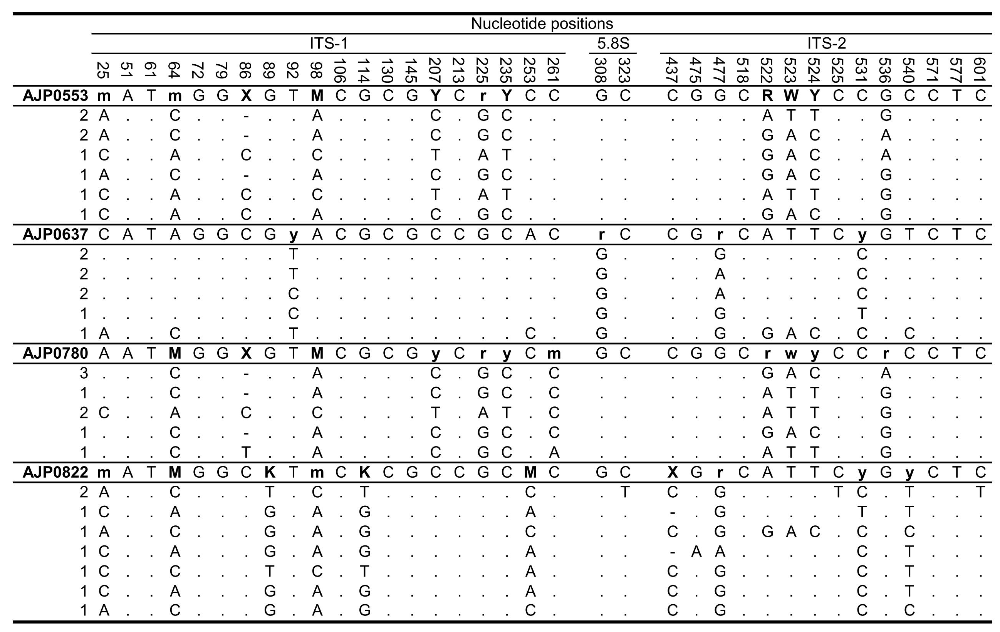 Nucleotide positions
ITS-1 5.8S ITS-2
25 51 61 64 72 79 86 89 92 98 106 114 130 145 207 213 225 235 253 261 308 323 437 475 477 518 522 523 524 525 531 536 540 571 577 601
AJP0553 m A T m G G X G T M C G C G Y C r Y C C G C C G G C R W Y C C G C C T C
2 A . . C . . - . . A . . . . C . G C . . . . . . . . A T T . . G . . . .
2 A . . C . . - . . A . . . . C . G C . . . . . . . . G A C . . A . . . .
1 C . . A . . C . . C . . . . T . A T . . . . . . . . G A C . . A . . . .
1 A . . C . . - . . A . . . . C . G C . . . . . . . . G A C . . G . . . .
1 C . . A . . C . . C . . . . T . A T . . . . . . . . A T T . . G . . . .
1 C . . A . . C . . A . . . . C . G C . . . . . . . . G A C . . G . . . .
AJP0637 C A T A G G C G y A C G C G C C G C A C r C C G r C A T T C y G T C T C
2 . . . . . . . . T . . . . . . . . . . . G . . . G . . . . . C . . . . .
2 . . . . . . . . T . . . . . . . . . . . G . . . A . . . . . C . . . . .
2 . . . . . . . . C . . . . . . . . . . . G . . . A . . . . . C . . . . .
1 . . . . . . . . C . . . . . . . . . . . G . . . G . . . . . T . . . . .
1 A . . C . . . . T . . . . . . . . . C . G . . . G . G A C . C . C . . .
AJP0780 A A T M G G X G T M C G C G y C r y C m G C C G G C r w y C C r C C T C
3 . . . C . . - . . A . . . . C . G C . C . . . . . . G A C . . A . . . .
1 . . . C . . - . . A . . . . C . G C . C . . . . . . A T T . . G . . . .
2 C . . A . . C . . C . . . . T . A T . C . . . . . . A T T . . G . . . .
1 . . . C . . - . . A . . . . C . G C . C . . . . . . G A C . . G . . . .
1 . . . C . . T . . A . . . . C . G C . A . . . . . . A T T . . G . . . .
AJP0822 m A T M G G C K T m C K C G C C G C M C G C X G r C A T T C y G y C T C
2 A . . C . . . T . C . T . . . . . . C . . T C . G . . . . T C . T . . T
1 C . . A . . . G . A . G . . . . . . A . . . - . G . . . . . T . T . . .
1 A . . C . . . G . A . G . . . . . . C . . . C . G . G A C . C . C . . .
1 C . . A . . . G . A . G . . . . . . A . . . - A A . . . . . C . T . . .
1 C . . C . . . T . C . T . . . . . . A . . . C . G . . . . . C . T . . .
1 C . . A . . . G . A . G . . . . . . A . . . C . G . . . . . C . T . . .
1 A . . C . . . G . A . G . . . . . . C . . . C . G . . . . . C . C . . .